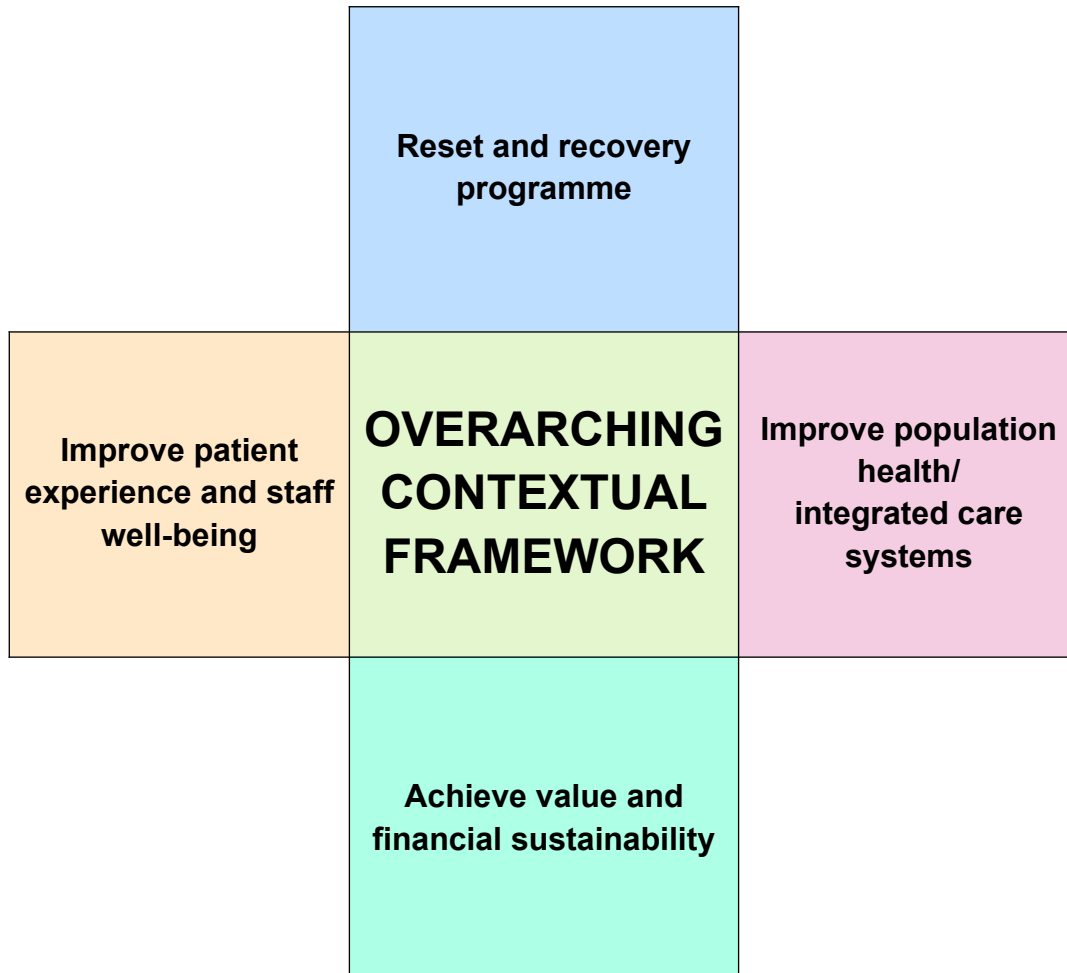 Reset and recovery
programme
Improve patient
experience and staff
well-being
OVERARCHING
CONTEXTUAL
FRAMEWORK
Improve population
health/
integrated care
systems
Achieve value and
financial sustainability